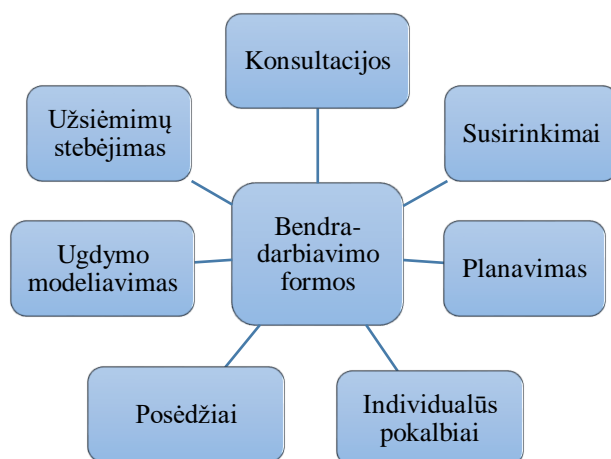 Konsultacijos
Užsiėmimų
stebėjimas
Susirinkimai
Bendra-
darbiavimo
formos
Ugdymo
modeliavimas
Planavimas
Posėdžiai
Individualūs
pokalbiai